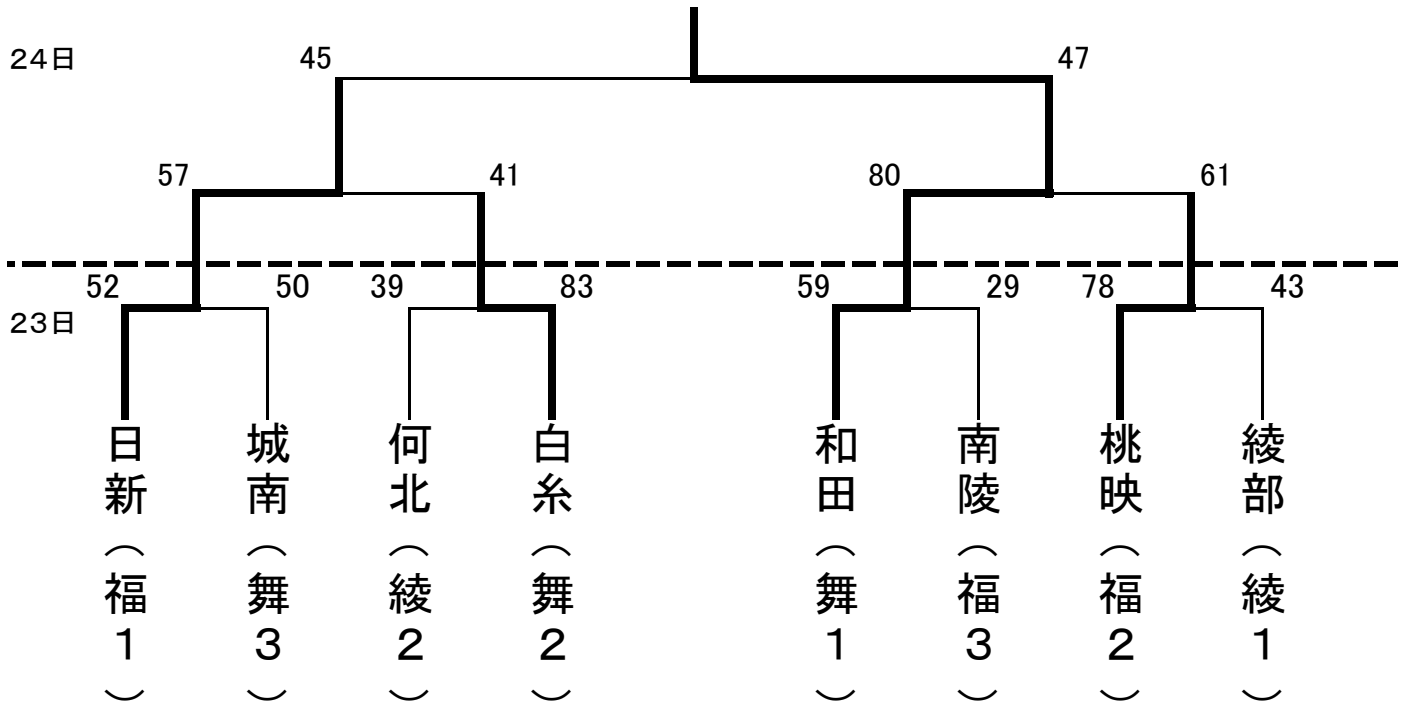 24日
45
47
57
41
80
61
52
50
39
83
59
29
78
43
23日
日新（福1）
城南（舞3）
何北（綾2）
白糸（舞2）
和田（舞1）
南陵（福3）
桃映（福2）
綾部（綾1）